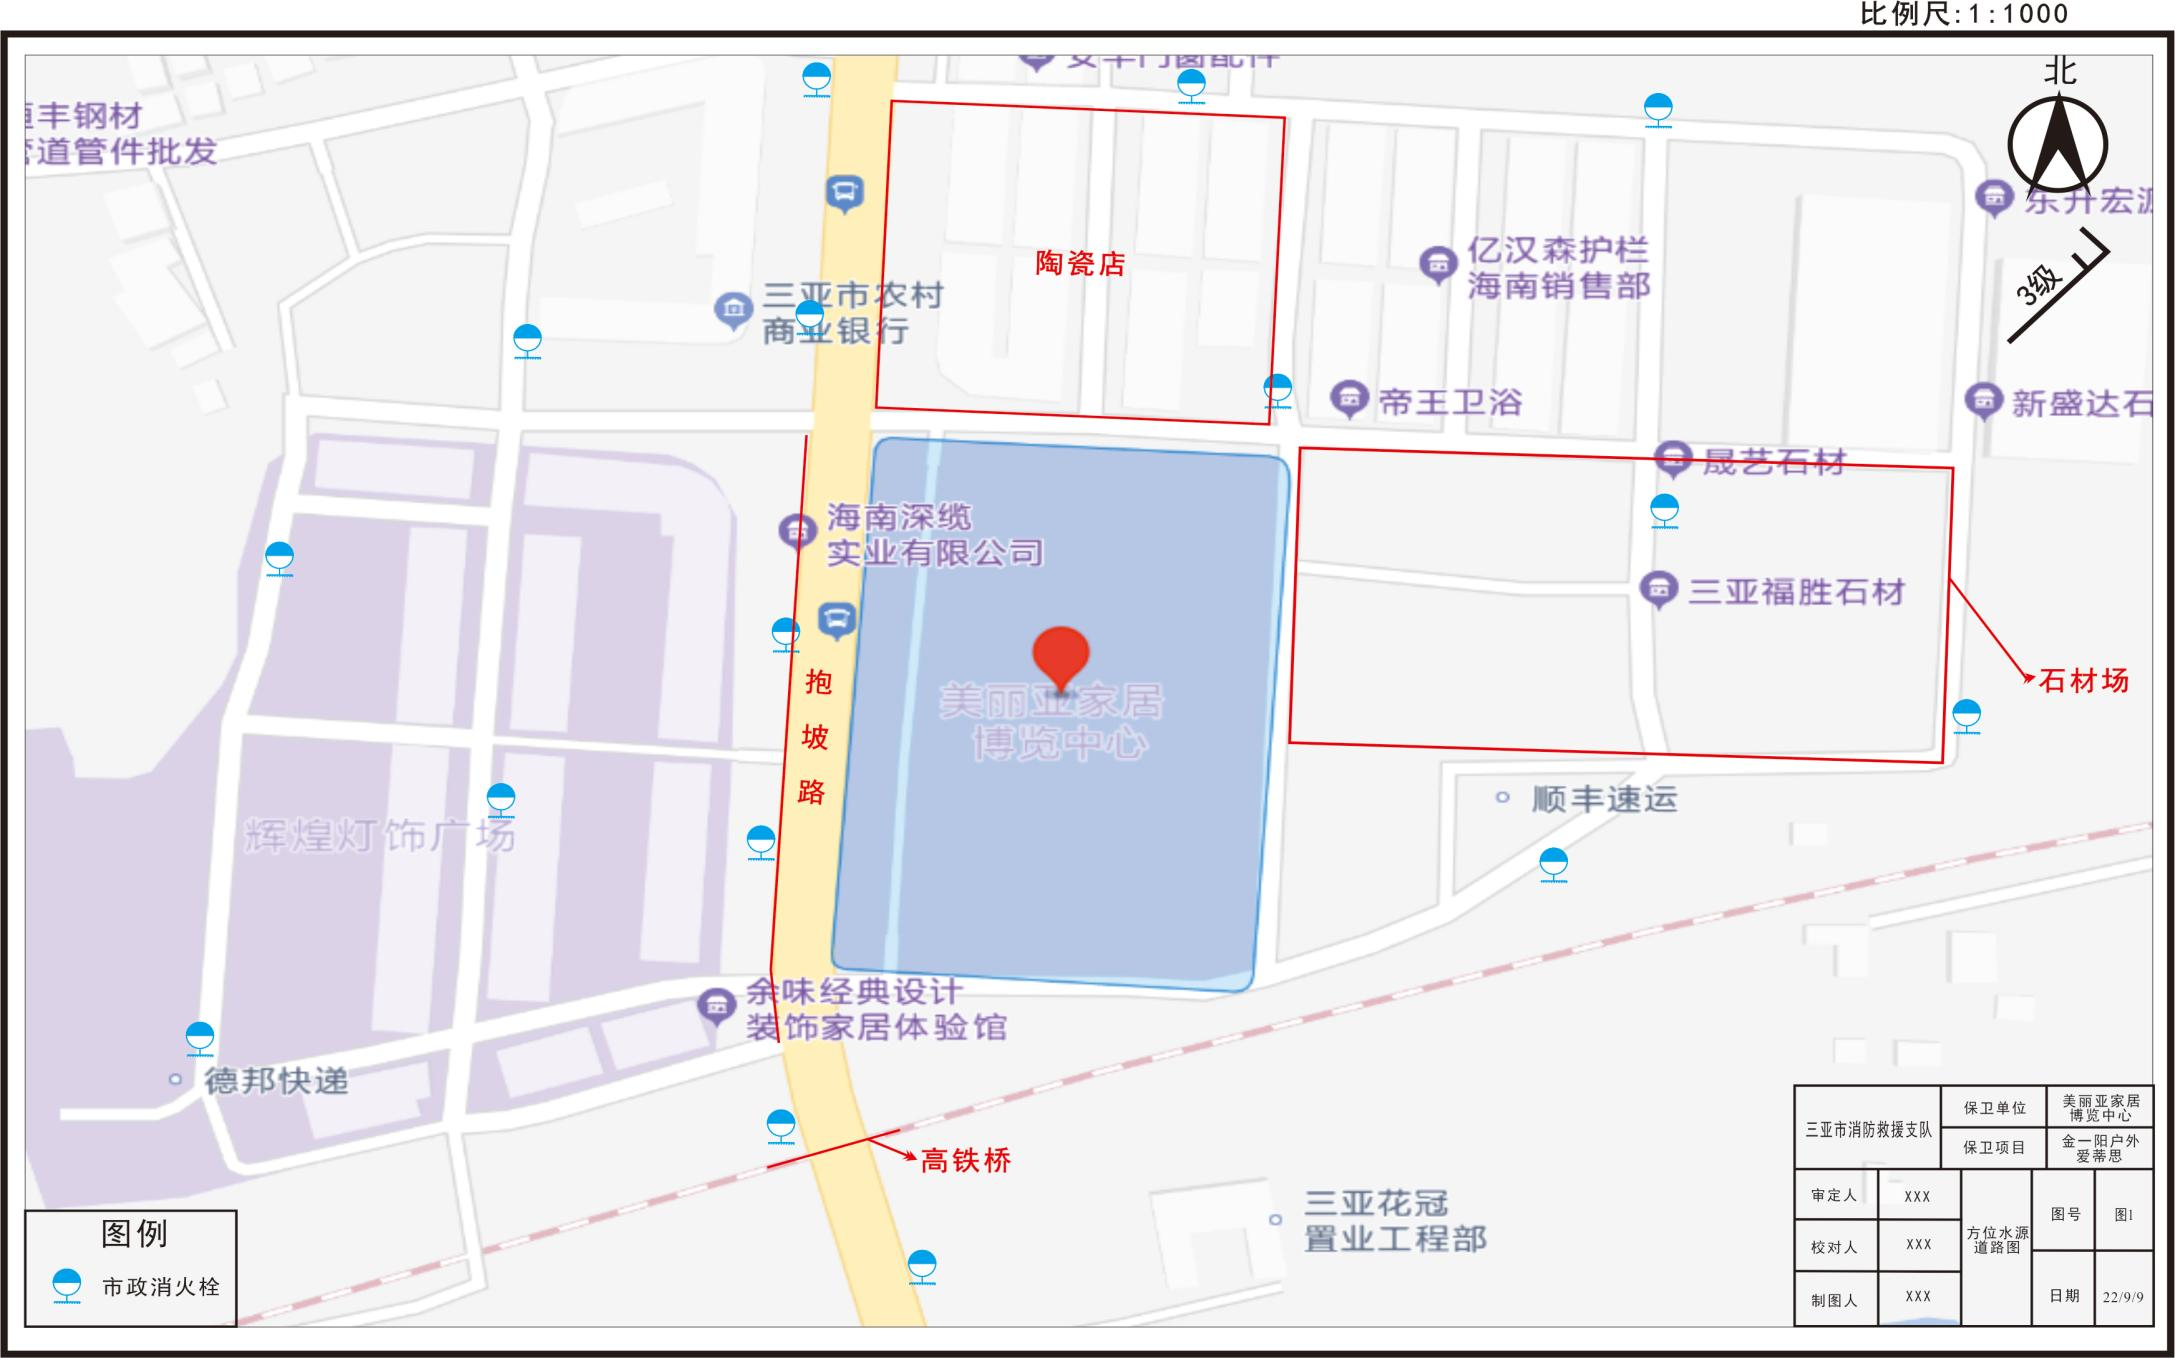 比例尺:1:1000
北
丰钢材
道管件批发
东升宏
3级
陶瓷店
亿汉森护栏
海南销售部
三亚市农村
商业银行
帝王卫浴
新盛达石
晟艺石材
海南深缆
实业有限公司
三亚福胜石材
抱
坡
路
美丽亚家居
博览中心
石材场
顺丰速运
辉煌灯饰广场
余味经典设计
装饰家居体验馆
德邦快递
高铁桥
三亚花冠
置业工程部
图例
市政消火栓
三亚市消防救援支队
保卫单位
美丽亚家居
博览中心
保卫项目
金一阳户外
爱蒂思
审定人
XXX
校对人
XXX
制图人
XXX
方位水源
道路图
图号
图1
日期
22/9/9